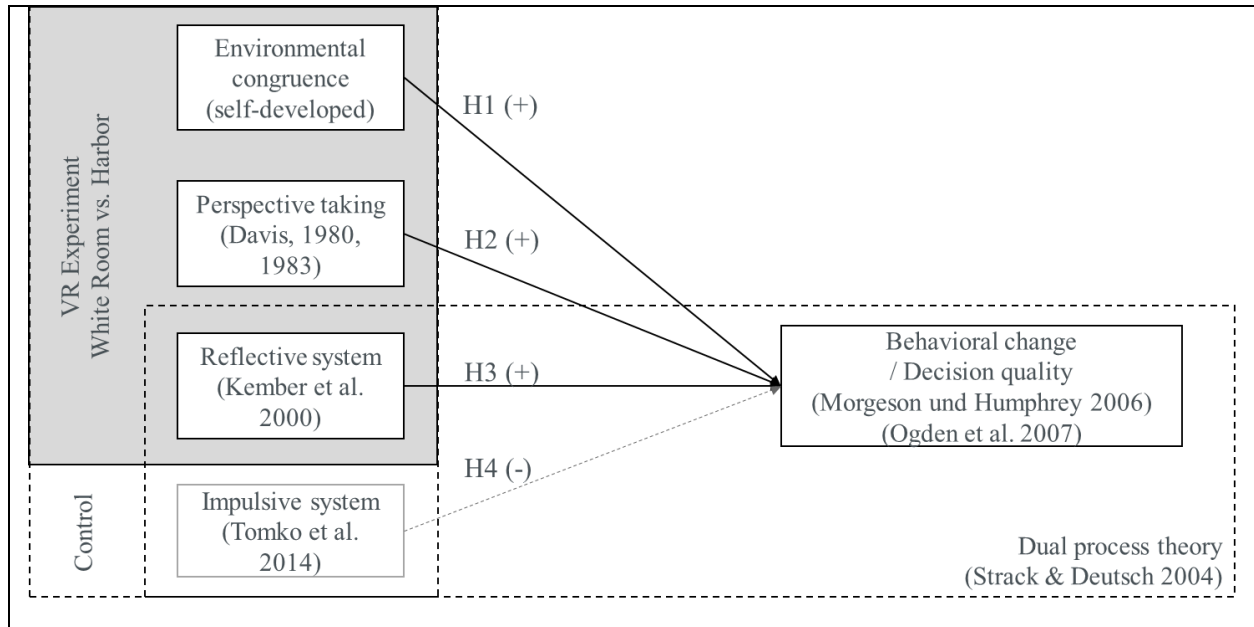 VR Experiment
White Room vs. Harbor
Environmental
congruence
(self-developed)
H1 (+)
Perspective taking
(Davis, 1980,
1983)
H2 (+)
Reflective system
(Kember et al.
2000)
H3 (+)
Behavioral change
/ Decision quality
(Morgeson und Humphrey 2006)
(Ogden et al. 2007)
H4 (-)
Control
Impulsive system
(Tomko et al.
2014)
Dual process theory
(Strack & Deutsch 2004)